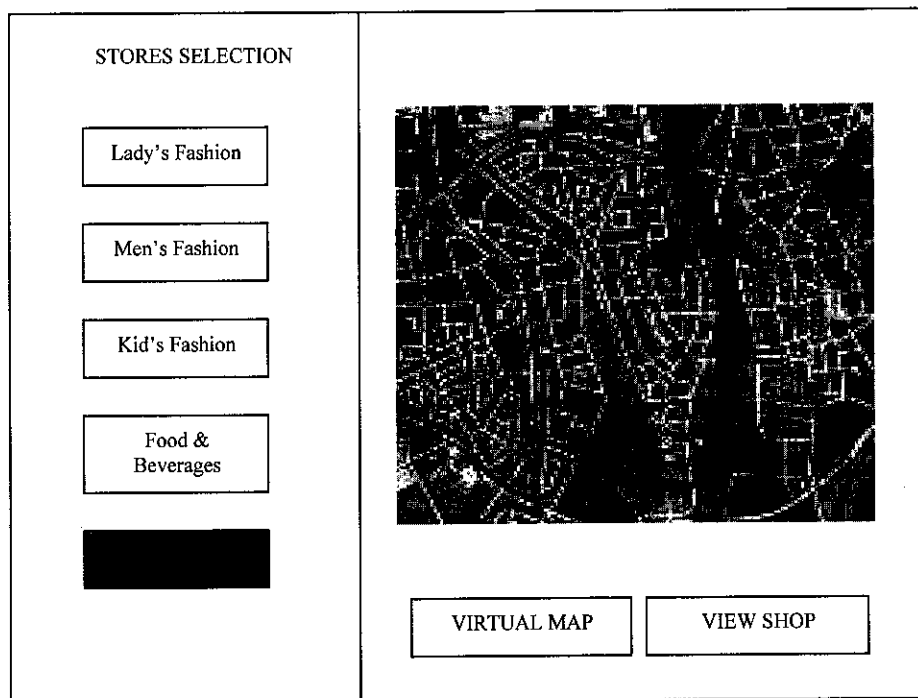 STORES SELECTION
Lady's Fashion
Men's Fashion
Kid's Fashion
Food &
Beverages
VIRTUAL MAP
VIEW SHOP